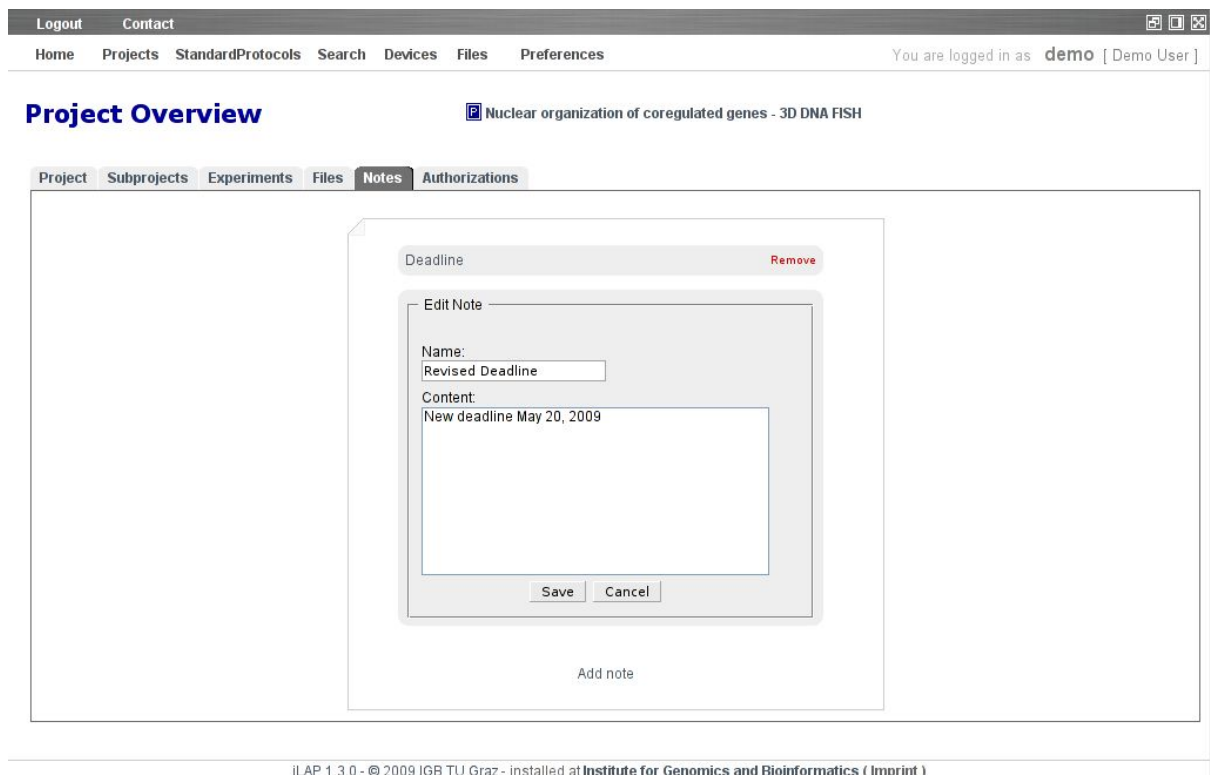 Logout Contact
Home Projects StandardProtocols Search Devices Files Preferences You are logged in as demo [ Demo User ]
Project Overview P Nuclear organization of coregulated genes - 3D DNA FISH
Project Subprojects Experiments Files Notes Authorizations
Deadline Remove
Edit Note
Name:
Revised Deadline
Content:
New deadline May 20, 2009
Save Cancel
Add note
iLAP 1.3.0 - © 2009 IGB TU Graz - installed at Institute for Genomics and Bioinformatics ( Imprint )